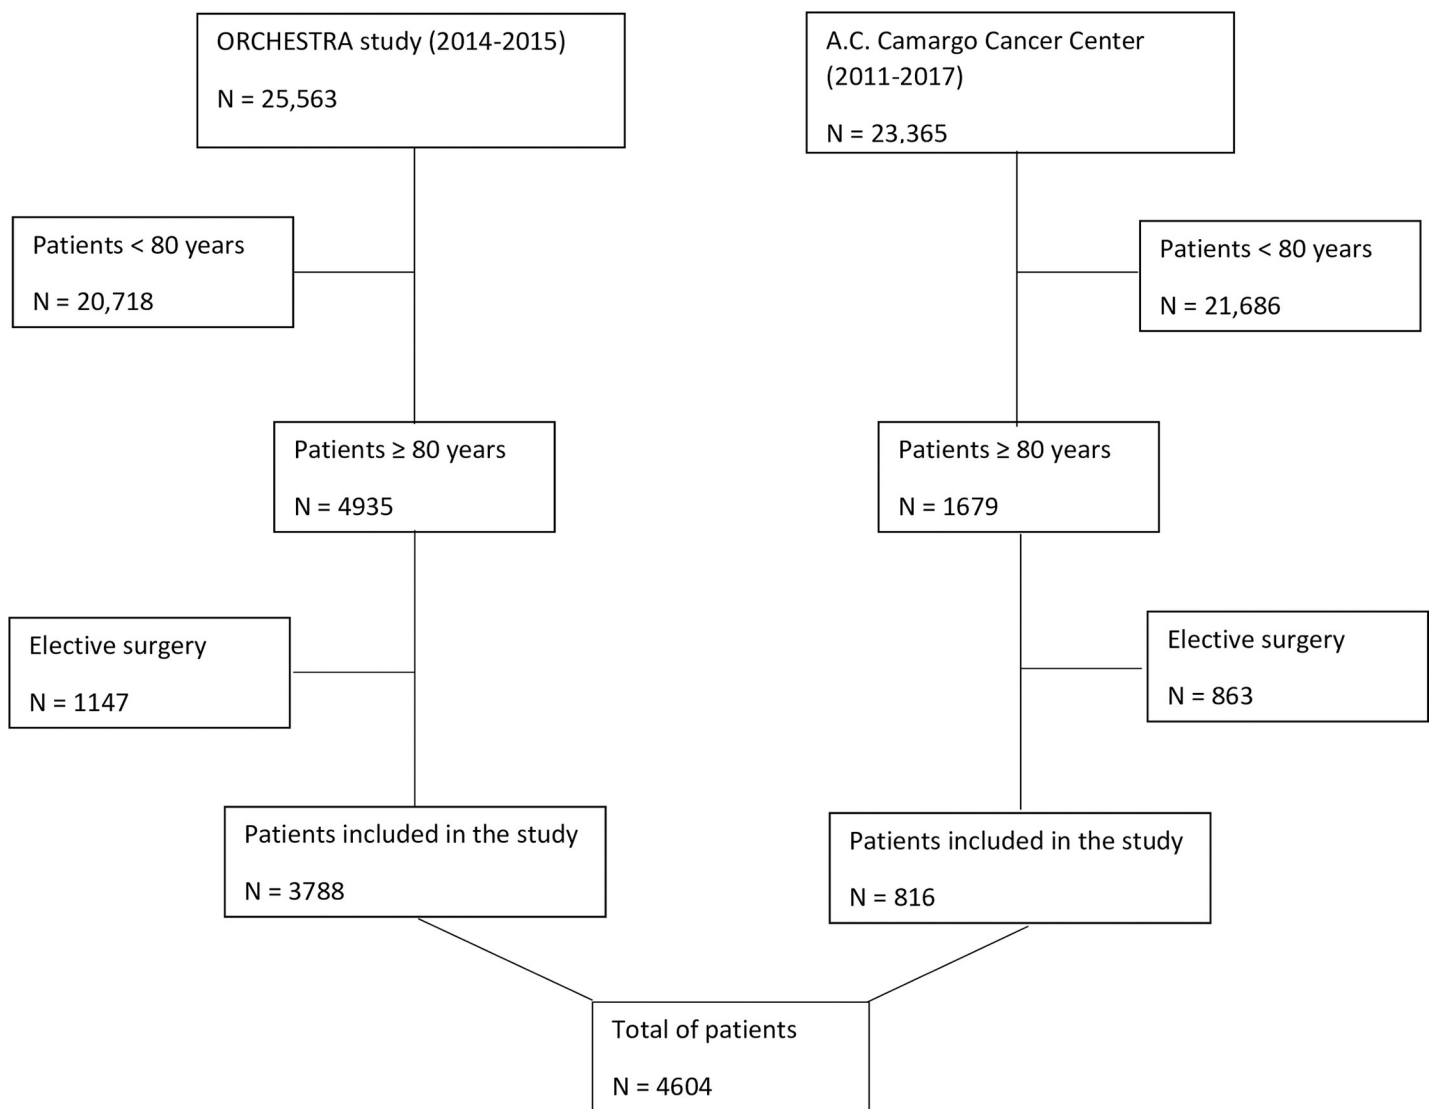 ORCHESTRA study (2014-2015)
N = 25,563
A.C. Camargo Cancer Center
(2011-2017)
N = 23,365
Patients < 80 years
N = 20,718
Patients < 80 years
N = 21,686
Patients ≥ 80 years
N = 4935
Patients ≥ 80 years
N = 1679
Elective surgery
N = 1147
Elective surgery
N = 863
Patients included in the study
N = 3788
Patients included in the study
N = 816
Total of patients
N = 4604